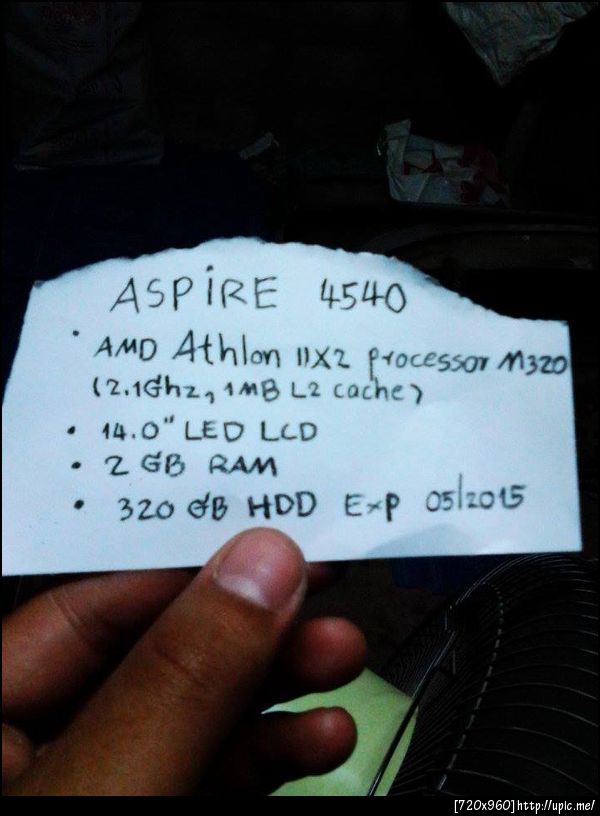 ASPIRE 4540
• AMD Athlon IIX2 processor M320
(2.1Ghz, 1MB L2 cache)
• 14.0" LED LCD
• 2 GB RAM
• 320 GB HDD Exp 05/2015
[720x960]http://upic.me/